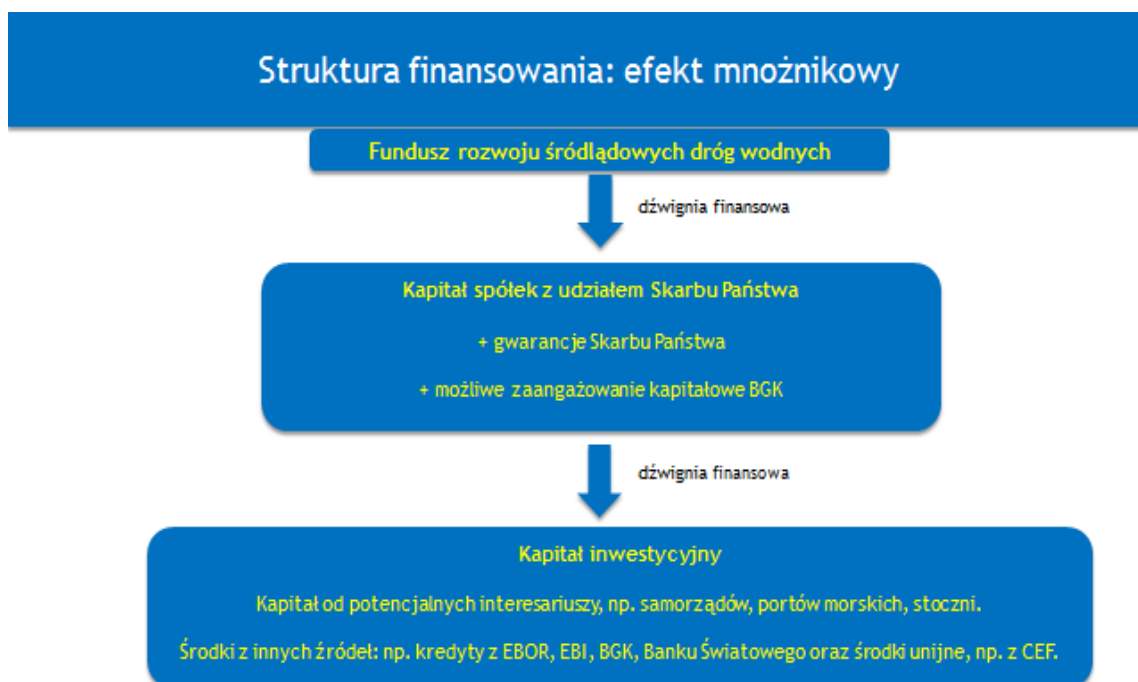 Struktura finansowania: efekt mnożnikowy
Fundusz rozwoju śródlądowych dróg wodnych
dźwignia finansowa
Kapitał spółek z udziałem Skarbu Państwa
+ gwarancje Skarbu Państwa
+ możliwe zaangażowanie kapitałowe BGK
dźwignia finansowa
Kapitał inwestycyjny
Kapitał od potencjalnych interesariuszy, np. samorządów, portów morskich, stoczni.
Środki z innych źródeł: np. kredyty z EBOR, EBI, BGK, Banku Światowego oraz środki unijne, np. z CEF.